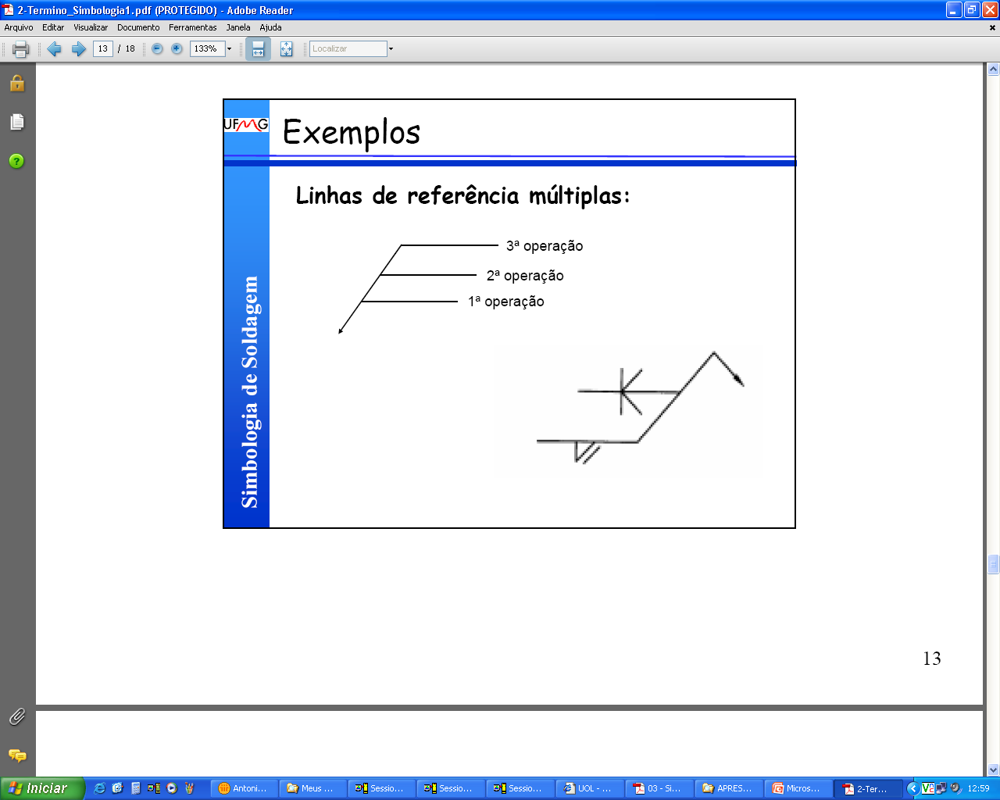 2-Termino_Simbologia1.pdf (PROTEGIDO) - Adobe Reader
Arquivo Editar Visualizar Documento Ferramentas Janela Ajuda
13 / 18 133% Localizar
UFMG
Exemplos
Linhas de referência múltiplas:
3ª operação
2ª operação
1ª operação
Simbologia de Soldagem
13
Iniciar Antoni... Meus ... Sessio... Sessio... Sessio... UOL - ... 03 - Si... APRES... Micros... 2-Ter... 12:59